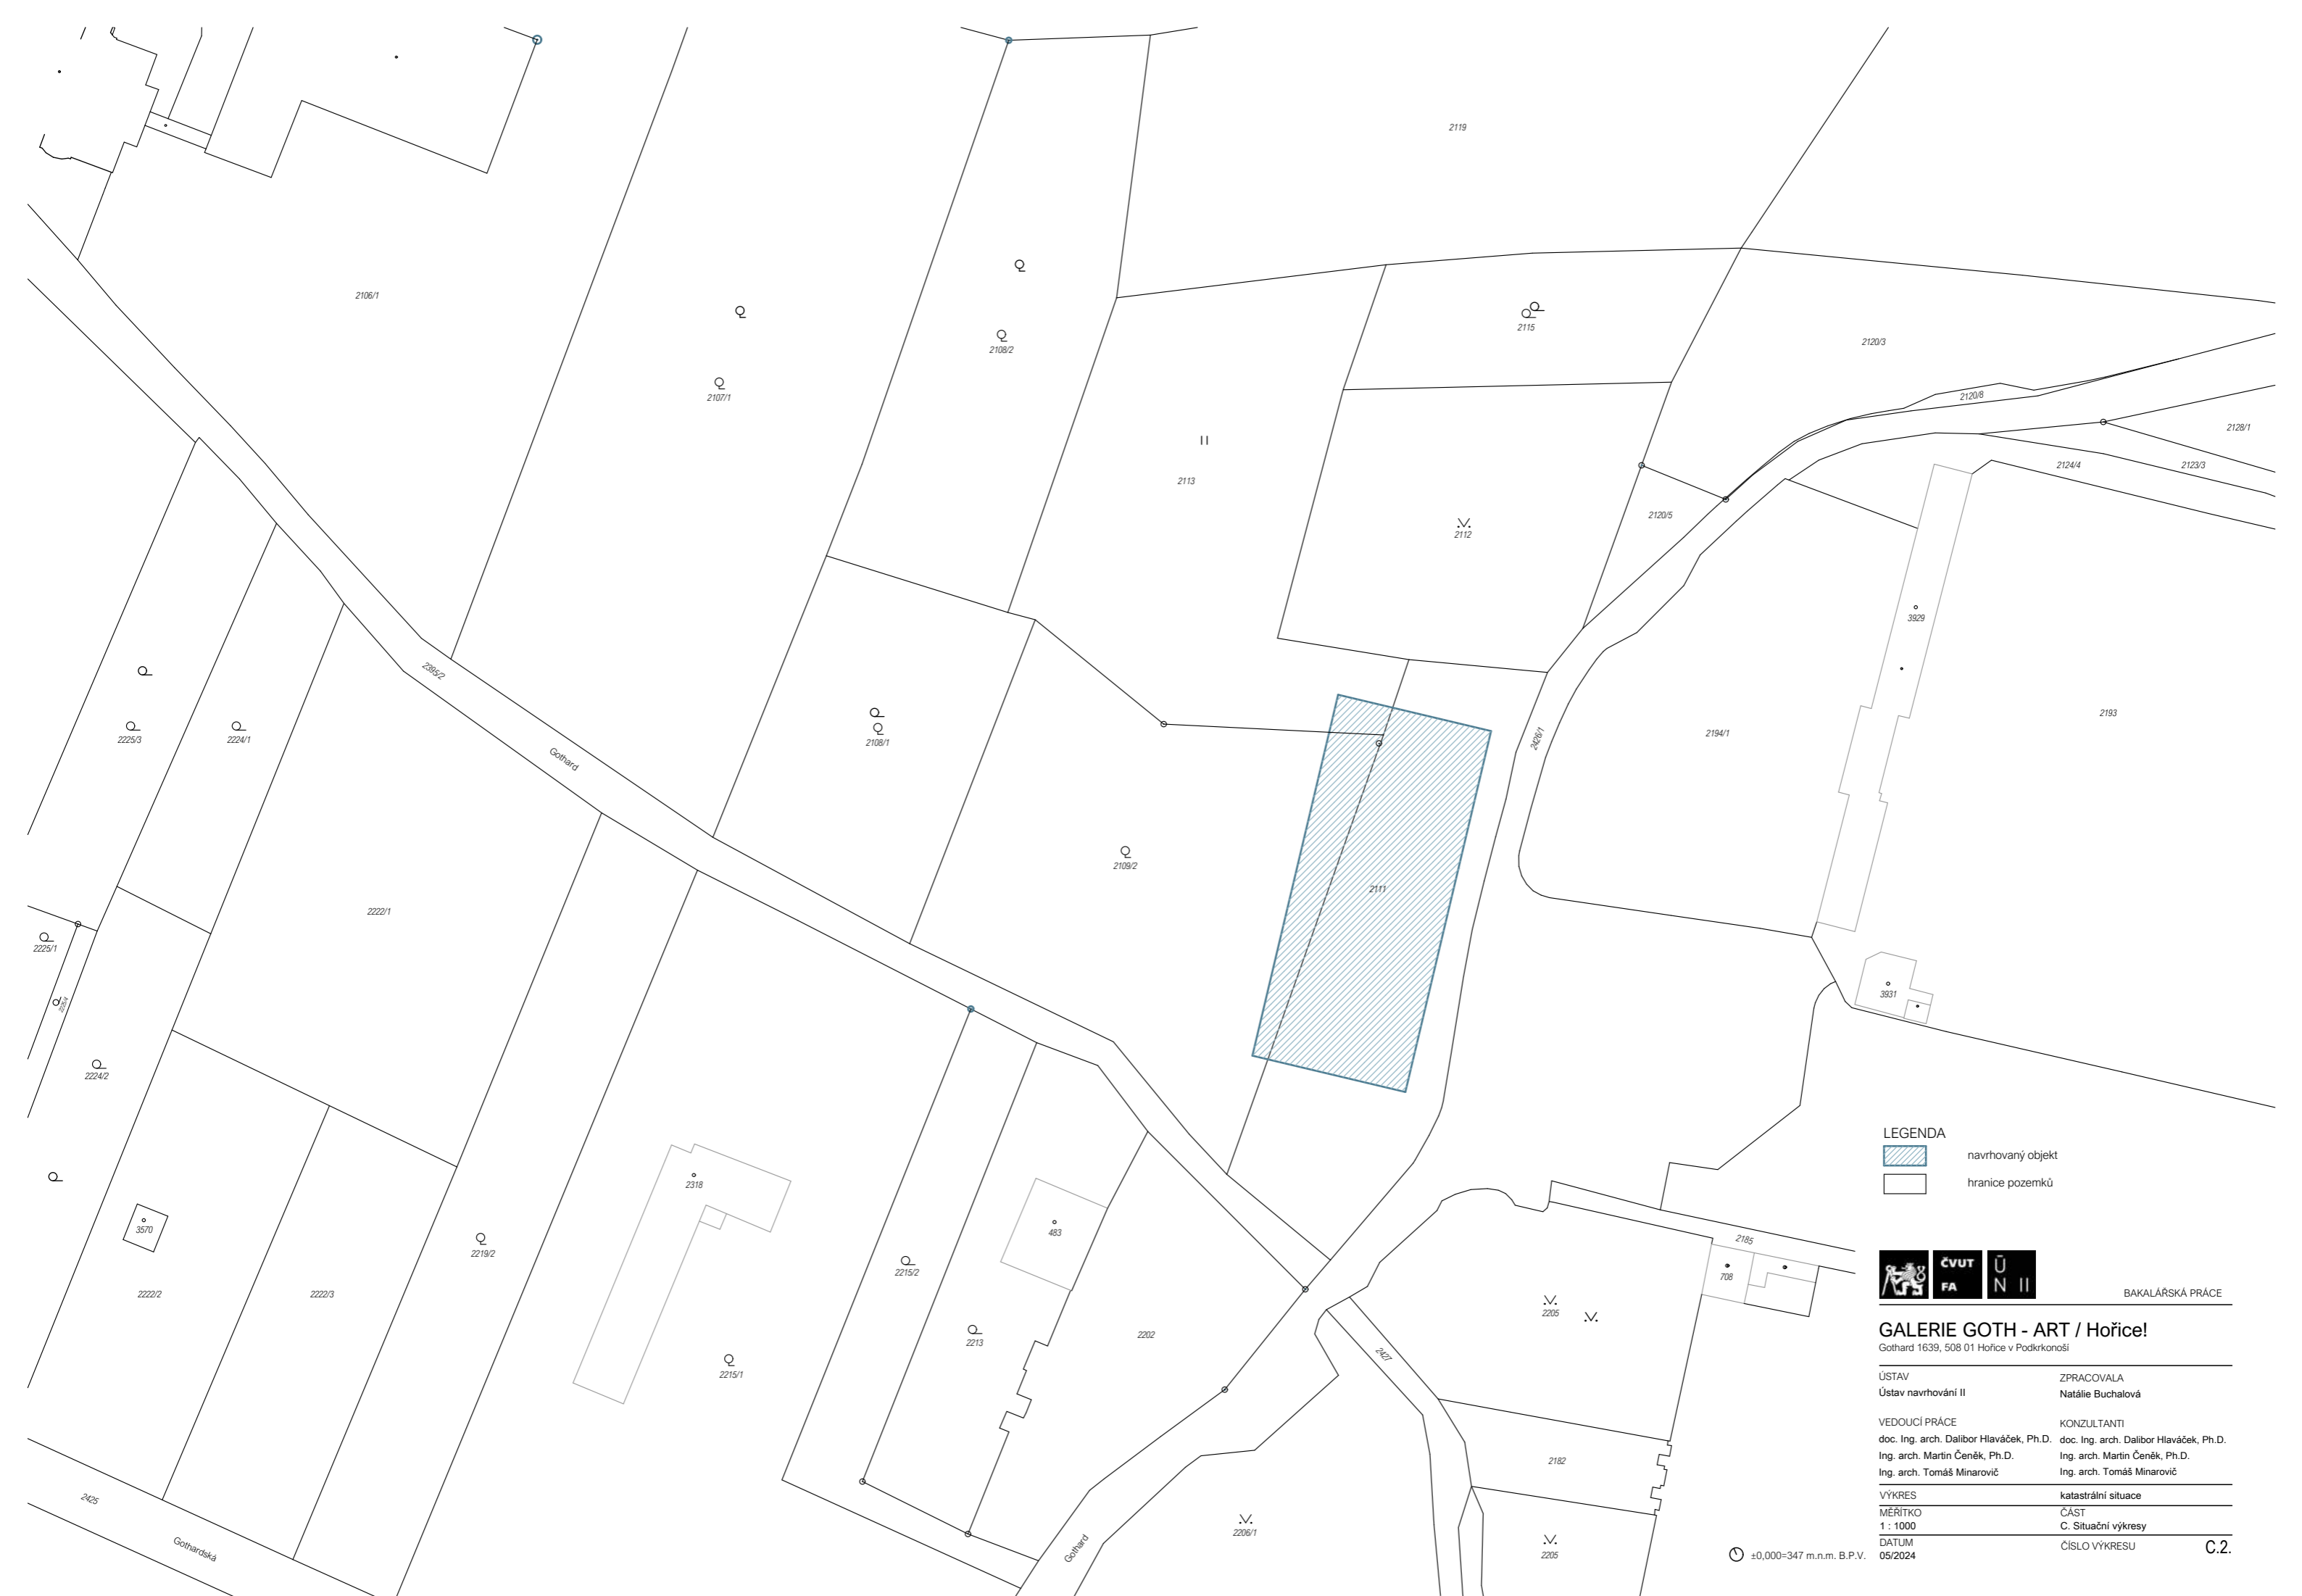 2119
2106/1
2108/2
2115
2120/3
2107/1
2120/8
2128/1
2124/4
2123/3
2113
2120/5
2112
3929
2395/2
2193
2225/3
2224/1
2108/1
2426/1
2194/1
Gothard
2109/2
2111
2222/1
2225/1
3931
2224/2
LEGENDA
navrhovaný objekt
hranice pozemků
2318
3570
483
2219/2
2185
2215/2
708
2222/2
2222/3
2205
2213
2202
2427
2215/1
2182
2425
2206/1
Gothardská
Gothard
2205
±0,000=347 m.n.m. B.P.V.
ČVUT
FA
Ū
N II
BAKALÁŘSKÁ PRÁCE
GALERIE GOTH - ART / Hořice!
Gothard 1639, 508 01 Hořice v Podkrkonoší
ÚSTAV
ZPRACOVALA
Ústav navrhování II
Natálie Buchalová
VEDOUCÍ PRÁCE
KONZULTANTI
doc. Ing. arch. Dalibor Hlaváček, Ph.D.
doc. Ing. arch. Dalibor Hlaváček, Ph.D.
Ing. arch. Martin Čeněk, Ph.D.
Ing. arch. Martin Čeněk, Ph.D.
Ing. arch. Tomáš Minarovič
Ing. arch. Tomáš Minarovič
VÝKRES
katastrální situace
MĚŘÍTKO
ČÁST
1 : 1000
C. Situační výkresy
DATUM
ČÍSLO VÝKRESU
C.2.
05/2024